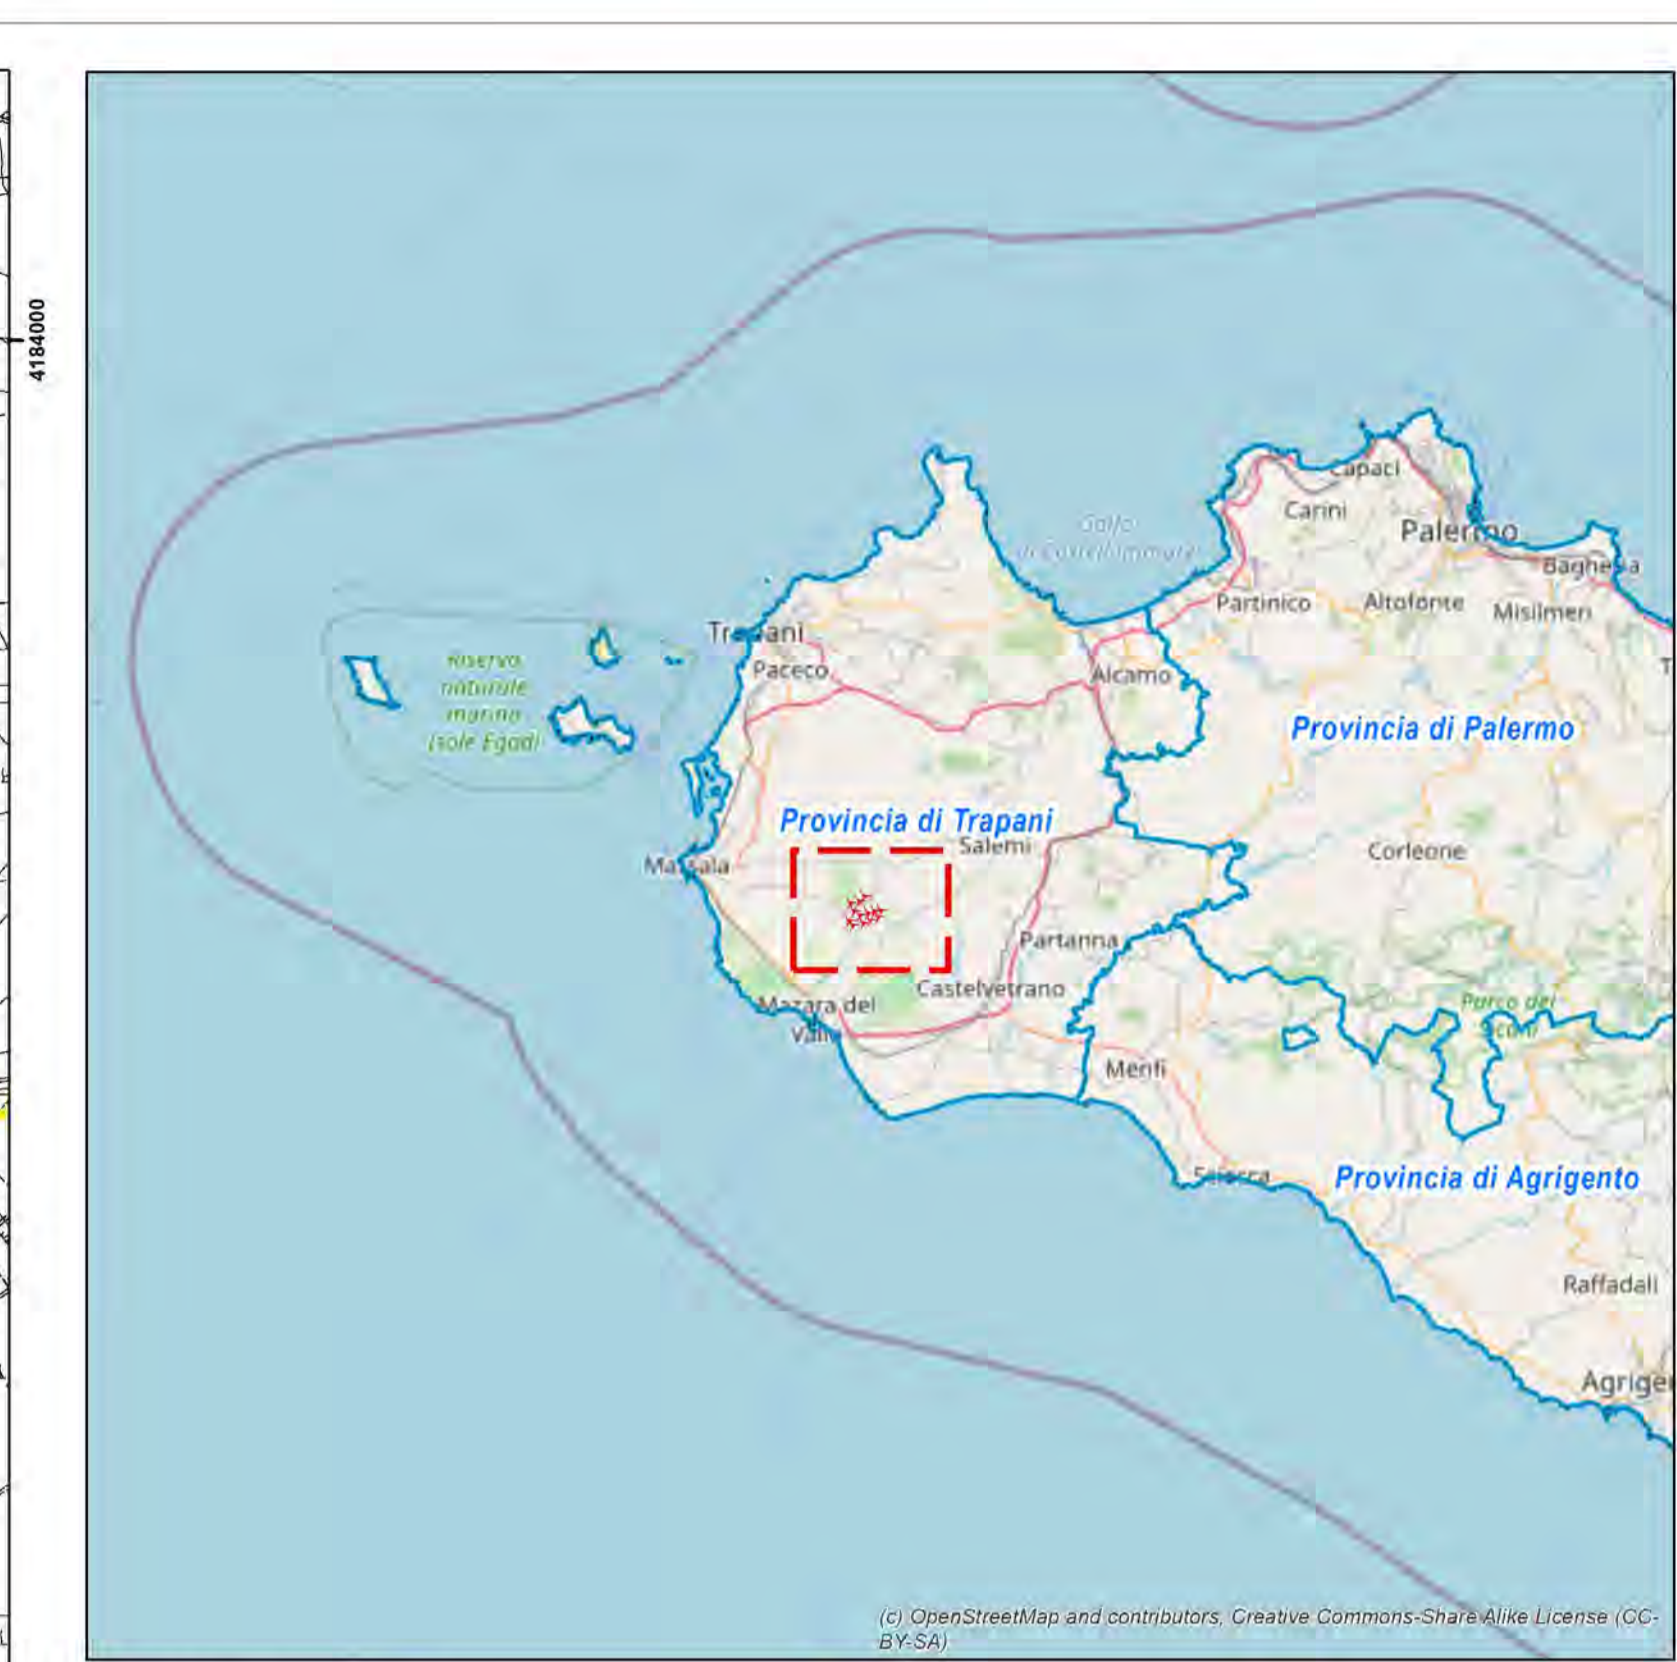 4184000
Capaci
Carini
Palermo
Golfo
di Castellammare
Bagheria
Partinico
Altofonte
Misilmeri
Trapani
Riserva
naturale
marina
(isole Egadi)
Paceco
Alcamo
T
Provincia di Palermo
Provincia di Trapani
Salemi
Corleone
Marsala
Partanna
Castelvetrano
Mazara del
Vallo
Parco dei
Sicani
Menfi
Sciacca
Provincia di Agrigento
Raffadali
Agrige
(c) OpenStreetMap and contributors, Creative Commons-Share Alike License (CC-
BY-SA)